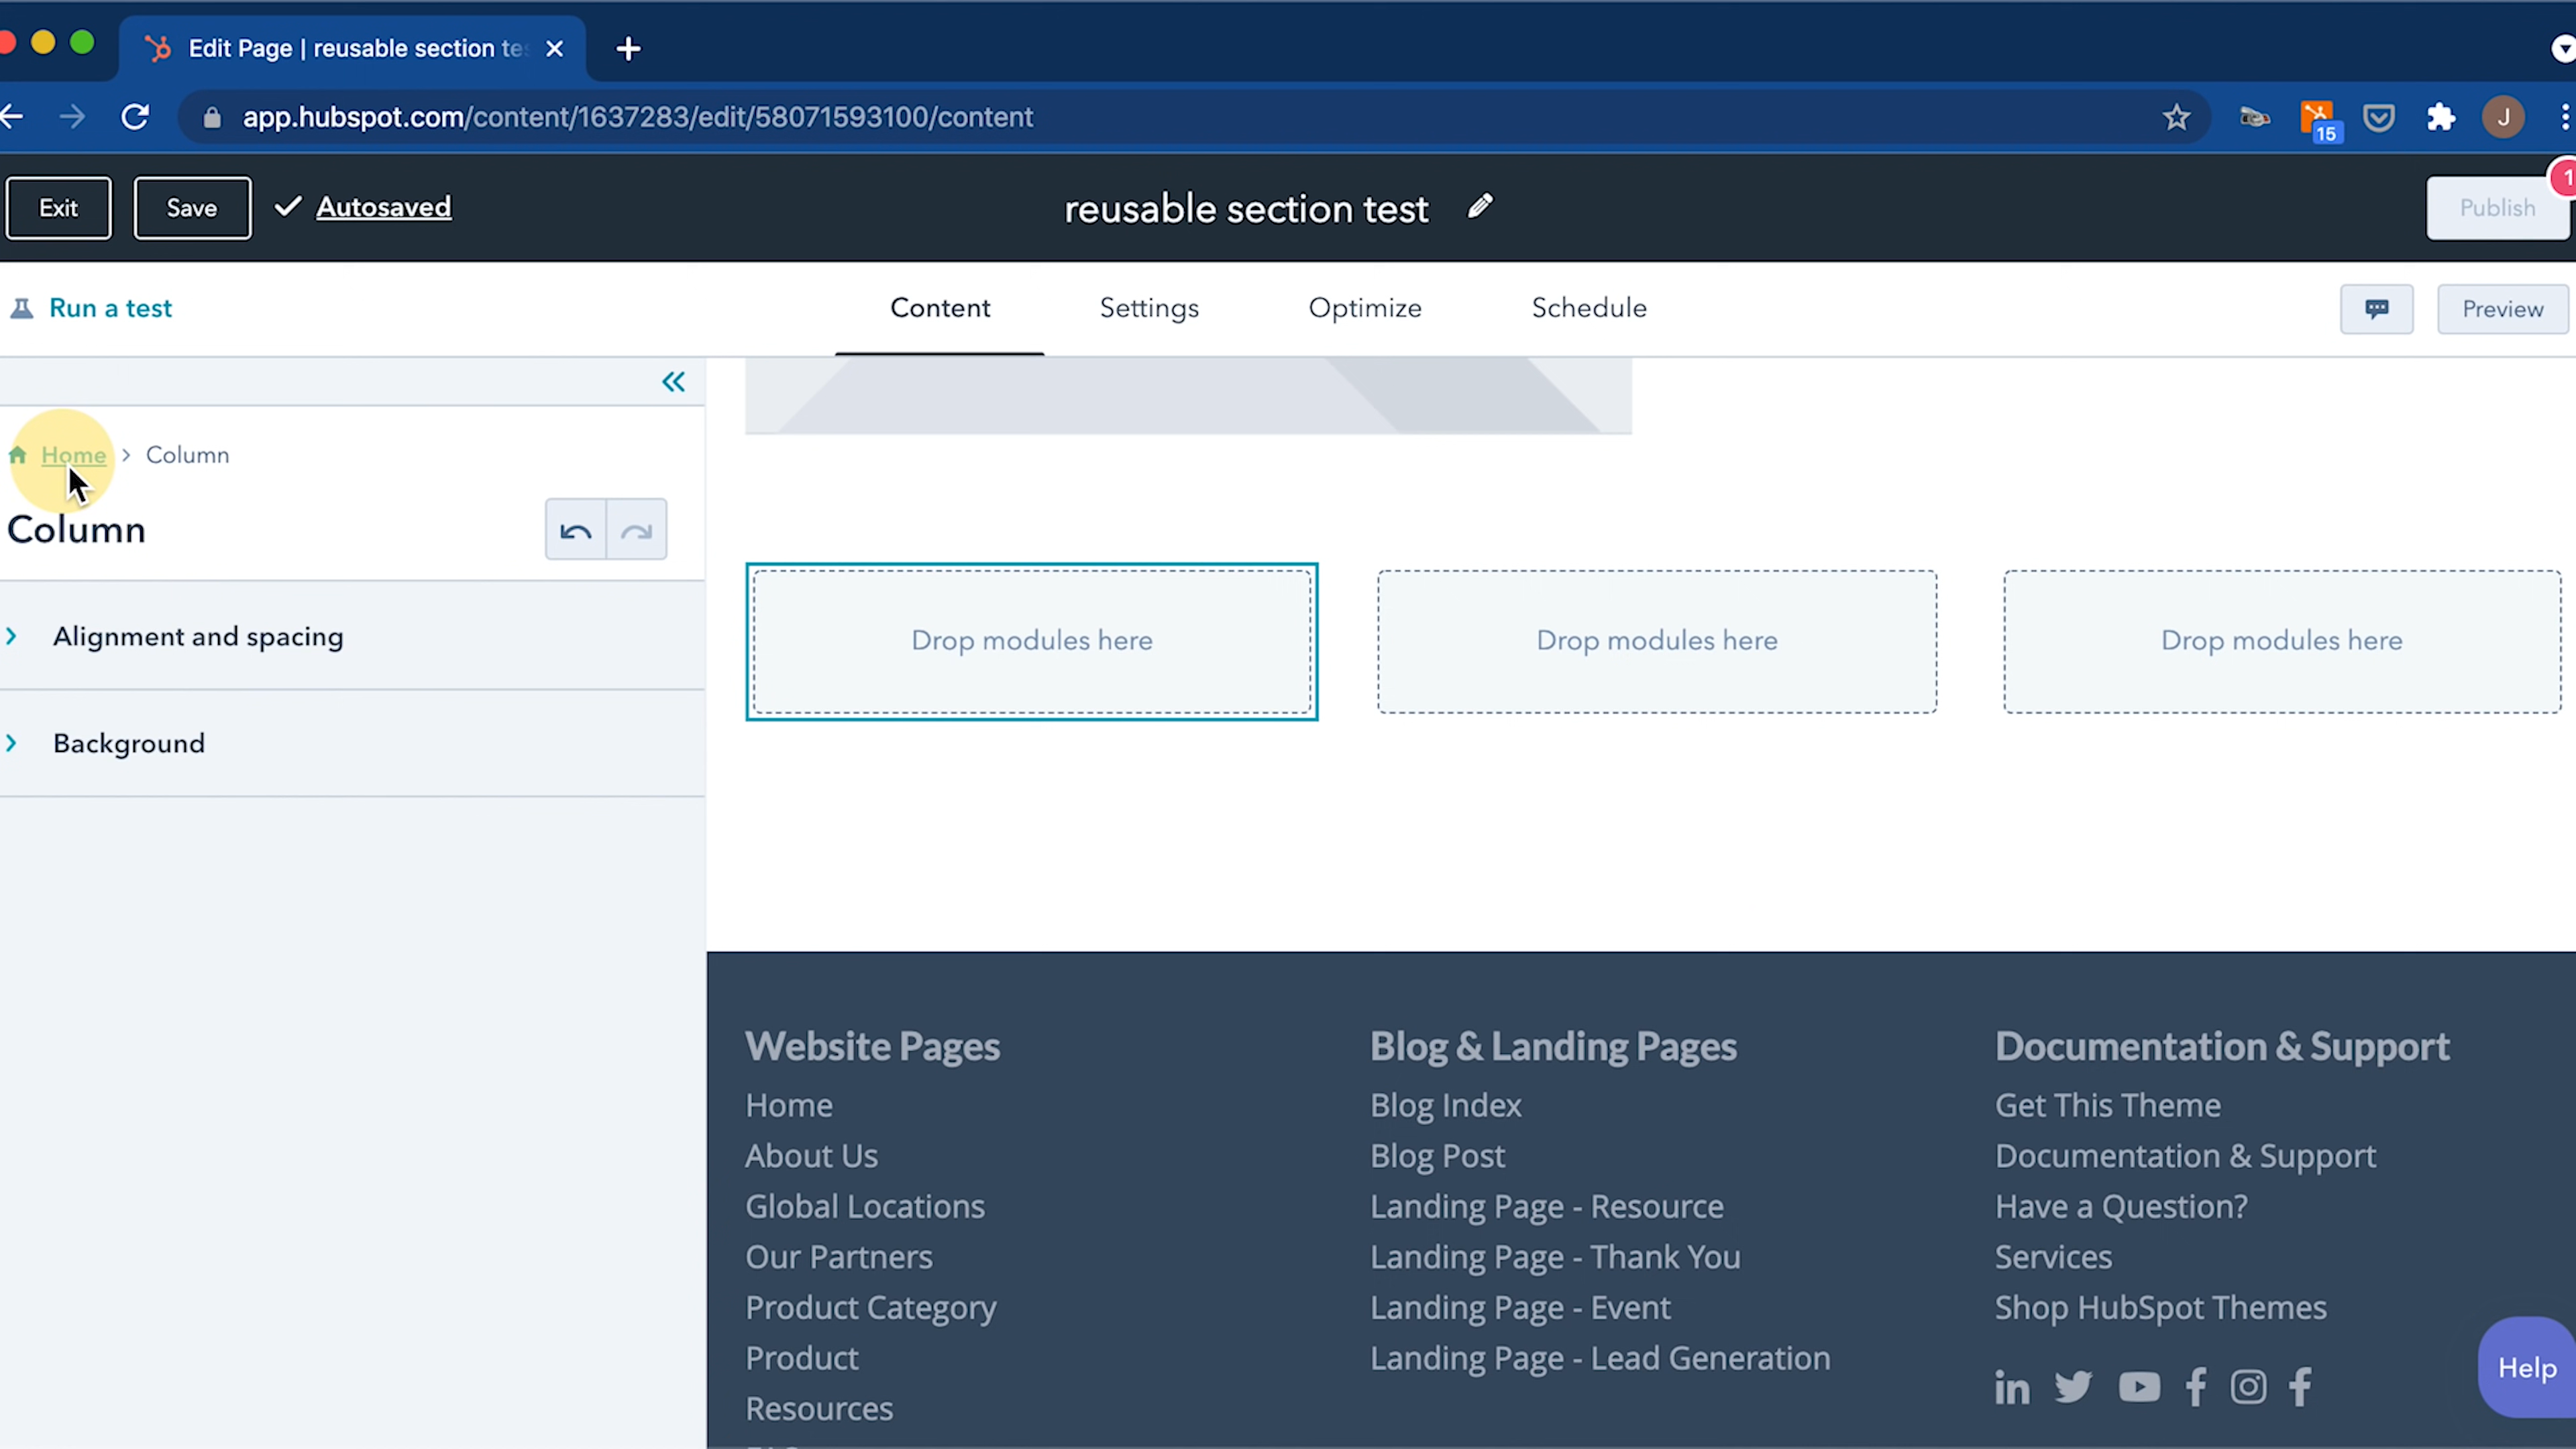 Edit Page | reusable section te
app.hubspot.com/content/1637283/edit/58071593100/content
15
J
Exit
Save
Autosaved
reusable section test
Publish
1
Run a test
Content
Settings
Optimize
Schedule
Preview
Home > Column
Column
Alignment and spacing
Background
Drop modules here
Drop modules here
Drop modules here
Website Pages
Home
About Us
Global Locations
Our Partners
Product Category
Product
Resources
Blog & Landing Pages
Blog Index
Blog Post
Landing Page - Resource
Landing Page - Thank You
Landing Page - Event
Landing Page - Lead Generation
Documentation & Support
Get This Theme
Documentation & Support
Have a Question?
Services
Shop HubSpot Themes
Help